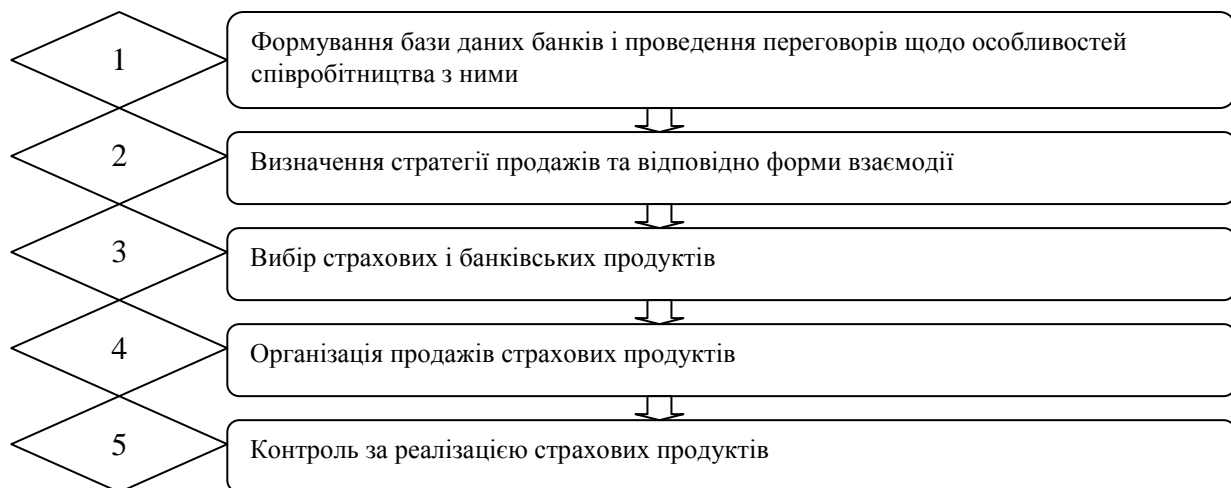 1
Формування бази даних банків і проведення переговорів щодо особливостей
співробітництва з ними
2
Визначення стратегії продажів та відповідно форми взаємодії
3
Вибір страхових і банківських продуктів
4
Організація продажів страхових продуктів
5
Контроль за реалізацією страхових продуктів